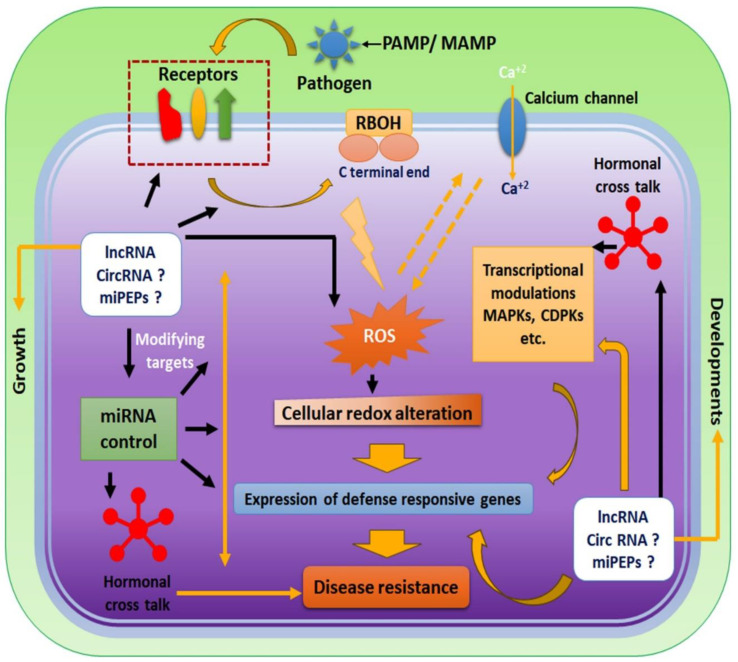 PAMP/ MAMP
Pathogen
Receptors
Ca+2
Calcium channel
RBOH
C terminal end
Ca+2
Hormonal
cross talk
lncRNA
CircRNA ?
miPEPs ?
Transcriptional
modulations
MAPKs, CDPKs
etc.
Growth
Developments
Modifying
targets
ROS
miRNA
control
Cellular redox alteration
Expression of defense responsive genes
lncRNA
Circ RNA ?
miPEPs ?
Hormonal
cross talk
Disease resistance